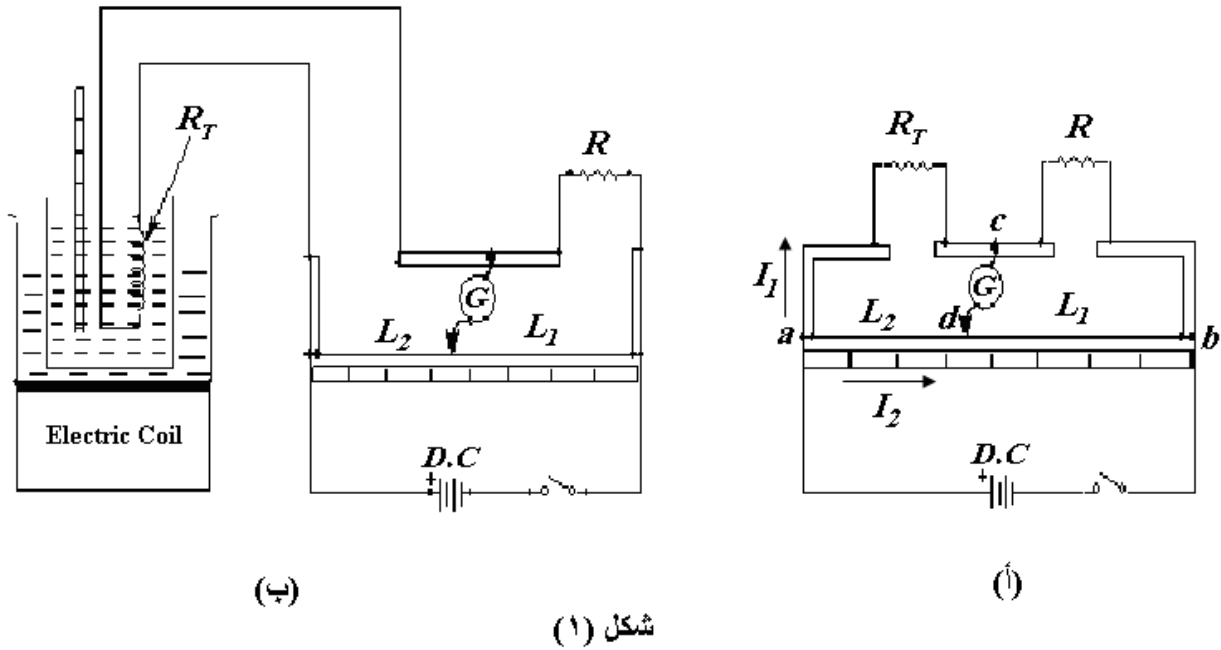 R_T
R
G
L_2
L_1
Electric Coil
D.C
+
(ب)
R_T
R
c
I_1
G
L_2
d
L_1
a
b
I_2
D.C
+
(أ)
شكل (١)